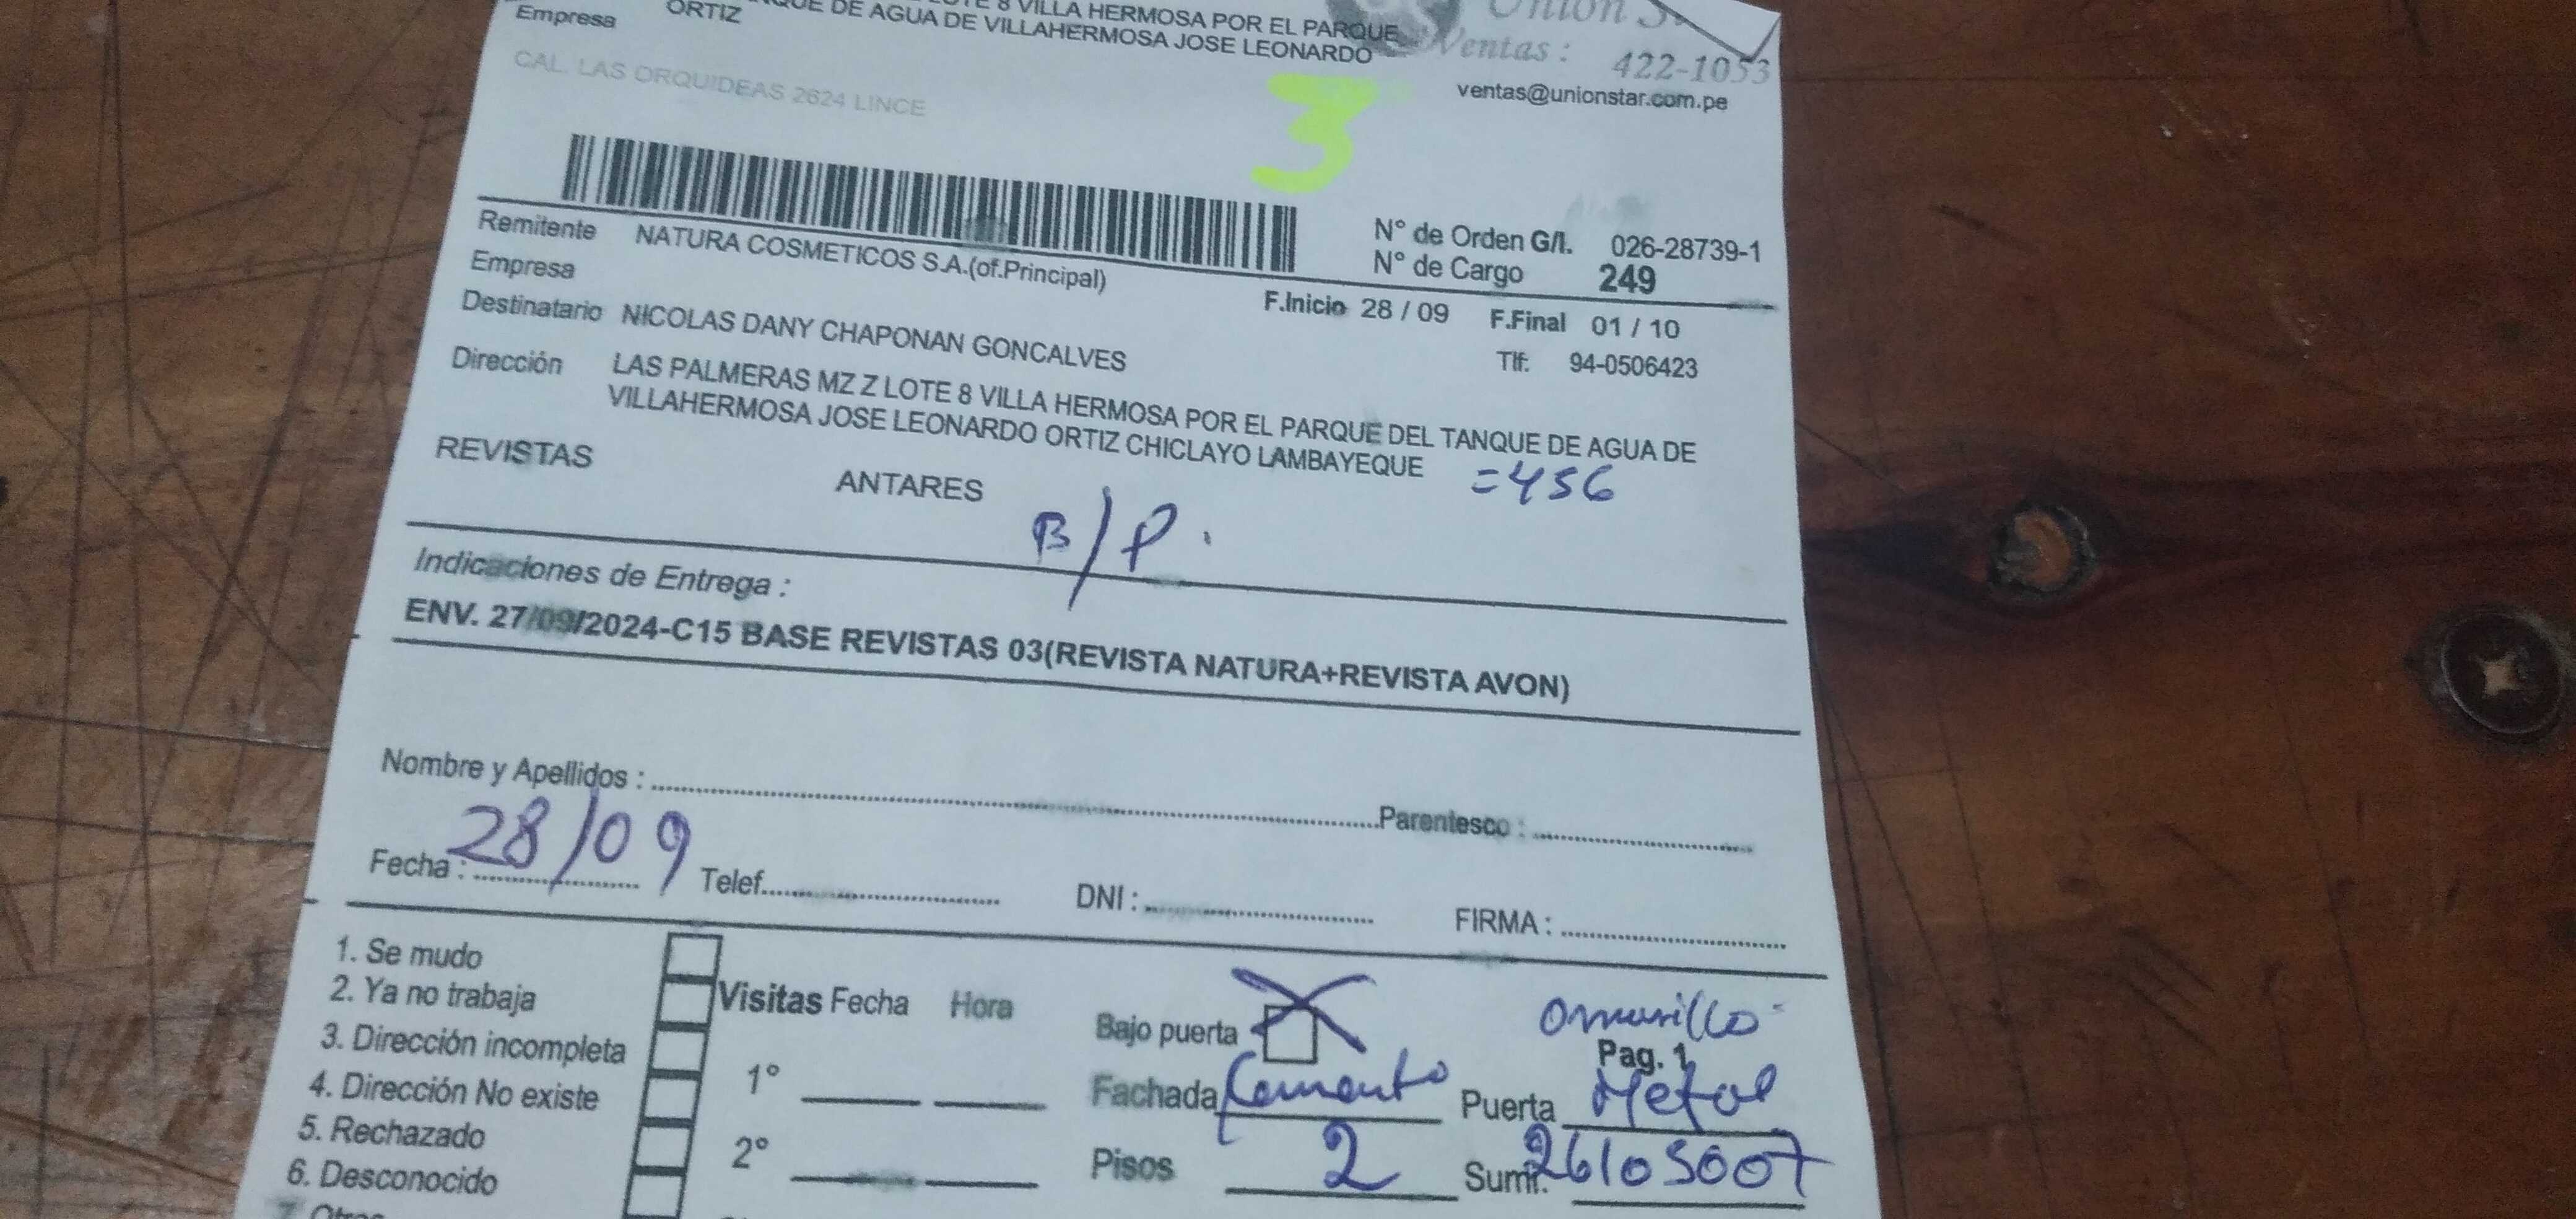 8 VILLA HERMOSA POR EL PARQUE
DE AGUA DE VILLAHERMOSA JOSE LEONARDO
ORTIZ
Empresa
CAL. LAS ORQUIDEAS 2624 LINCE
Union
Ventas : 422-1053
ventas@unionstar.com.pe
3
Remitente NATURA COSMETICOS S.A.(of.Principal)
N° de Orden G/I. 026-28739-1
Empresa
N° de Cargo 249
Destinatario NICOLAS DANY CHAPONAN GONCALVES
F.Inicio 28 / 09 F.Final 01 / 10
Tlf: 94-0506423
Dirección LAS PALMERAS MZ Z LOTE 8 VILLA HERMOSA POR EL PARQUE DEL TANQUE DE AGUA DE
VILLAHERMOSA JOSE LEONARDO ORTIZ CHICLAYO LAMBAYEQUE
=456
REVISTAS ANTARES
B/P.
Indicaciones de Entrega :
ENV. 27/09/2024-C15 BASE REVISTAS 03(REVISTA NATURA+REVISTA AVON)
Nombre y Apellidos : Parentesco :
Fecha : 28/09 Telef. DNI : FIRMA :
1. Se mudo
2. Ya no trabaja
3. Dirección incompleta
4. Dirección No existe
5. Rechazado
6. Desconocido
7. Otros
Visitas Fecha Hora
1°
2°
Bajo puerta
Amarillo
Pag. 1
Fachada Cemento Puerta Metal
Pisos 2 Sumi. 26105007